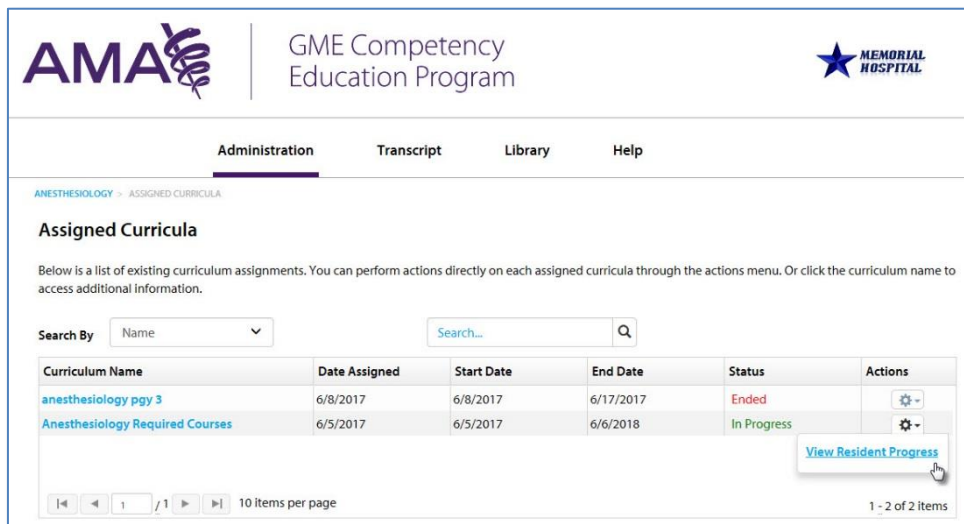 AMA
GME Competency
Education Program
MEMORIAL
HOSPITAL
Administration Transcript Library Help
ANESTHESIOLOGY > ASSIGNED CURRICULA
Assigned Curricula
Below is a list of existing curriculum assignments. You can perform actions directly on each assigned curricula through the actions menu. Or click the curriculum name to
access additional information.
Search By Name Search...
Curriculum Name Date Assigned Start Date End Date Status Actions
anesthesiology pgy 3 6/8/2017 6/8/2017 6/17/2017 Ended
Anesthesiology Required Courses 6/5/2017 6/5/2017 6/6/2018 In Progress
View Resident Progress
1 / 1 10 items per page 1 - 2 of 2 items